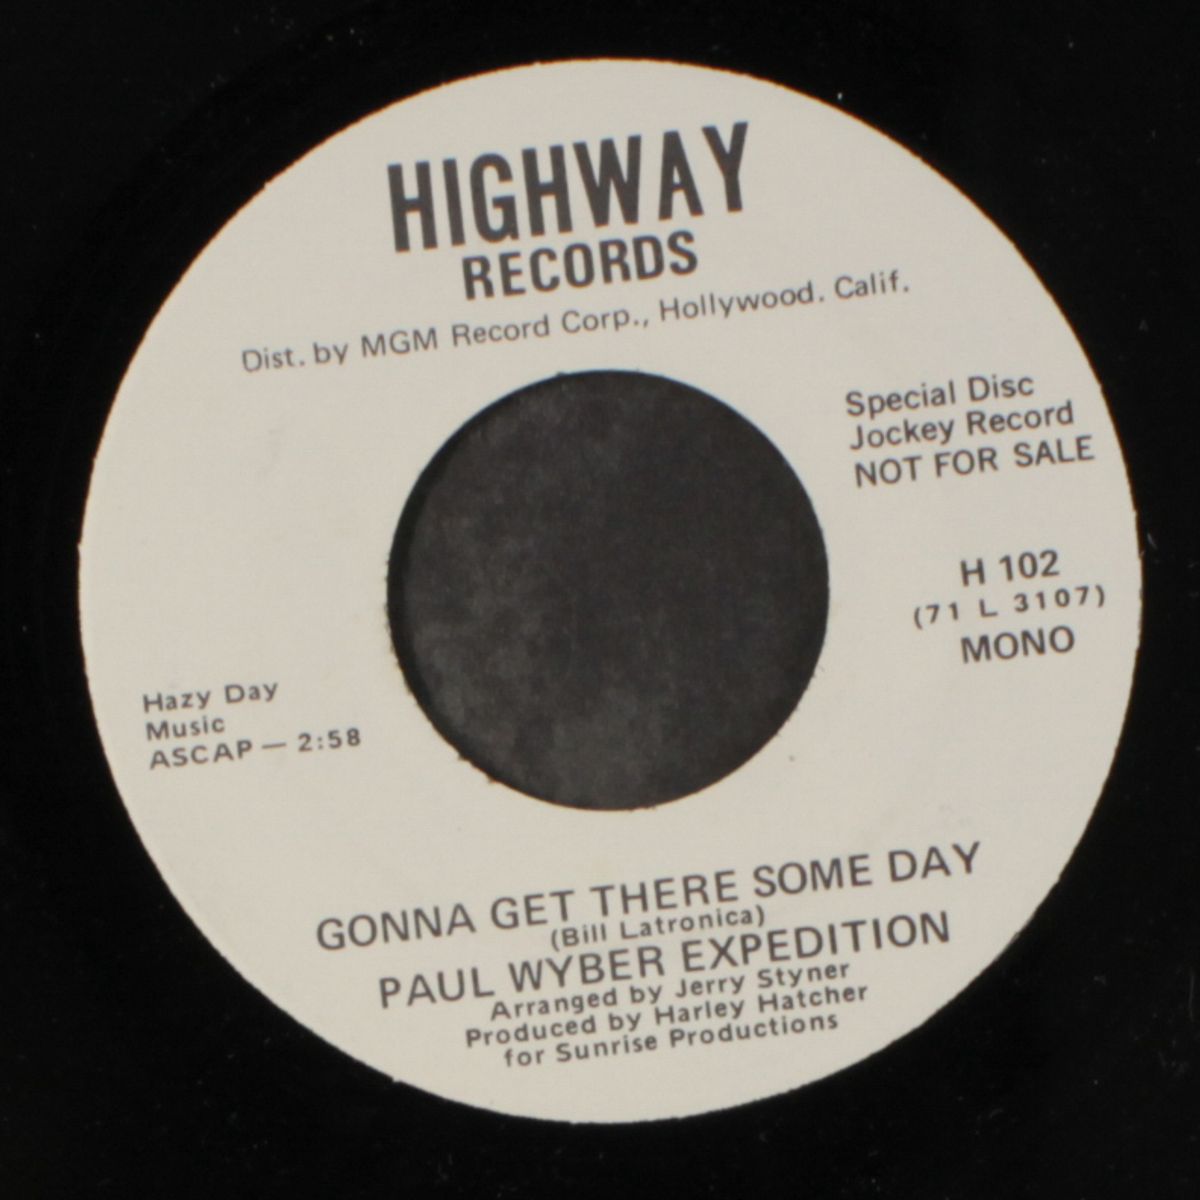 HIGHWAY
RECORDS
Dist. by MGM Record Corp., Hollywood. Calif.
Special Disc
Jockey Record
NOT FOR SALE
H 102
(71 L 3107)
MONO
Hazy Day
Music
ASCAP — 2:58
GONNA GET THERE SOME DAY
(Bill Latronica)
PAUL WYBER EXPEDITION
Arranged by Jerry Styner
Produced by Harley Hatcher
for Sunrise Productions